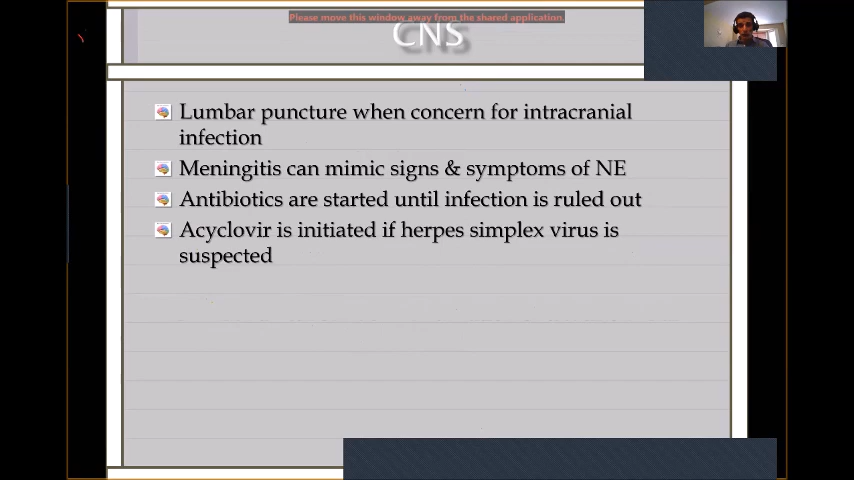 Please move this window away from the shared application.
CNS
Lumbar puncture when concern for intracranial
infection
Meningitis can mimic signs & symptoms of NE
Antibiotics are started until infection is ruled out
Acyclovir is initiated if herpes simplex virus is
suspected